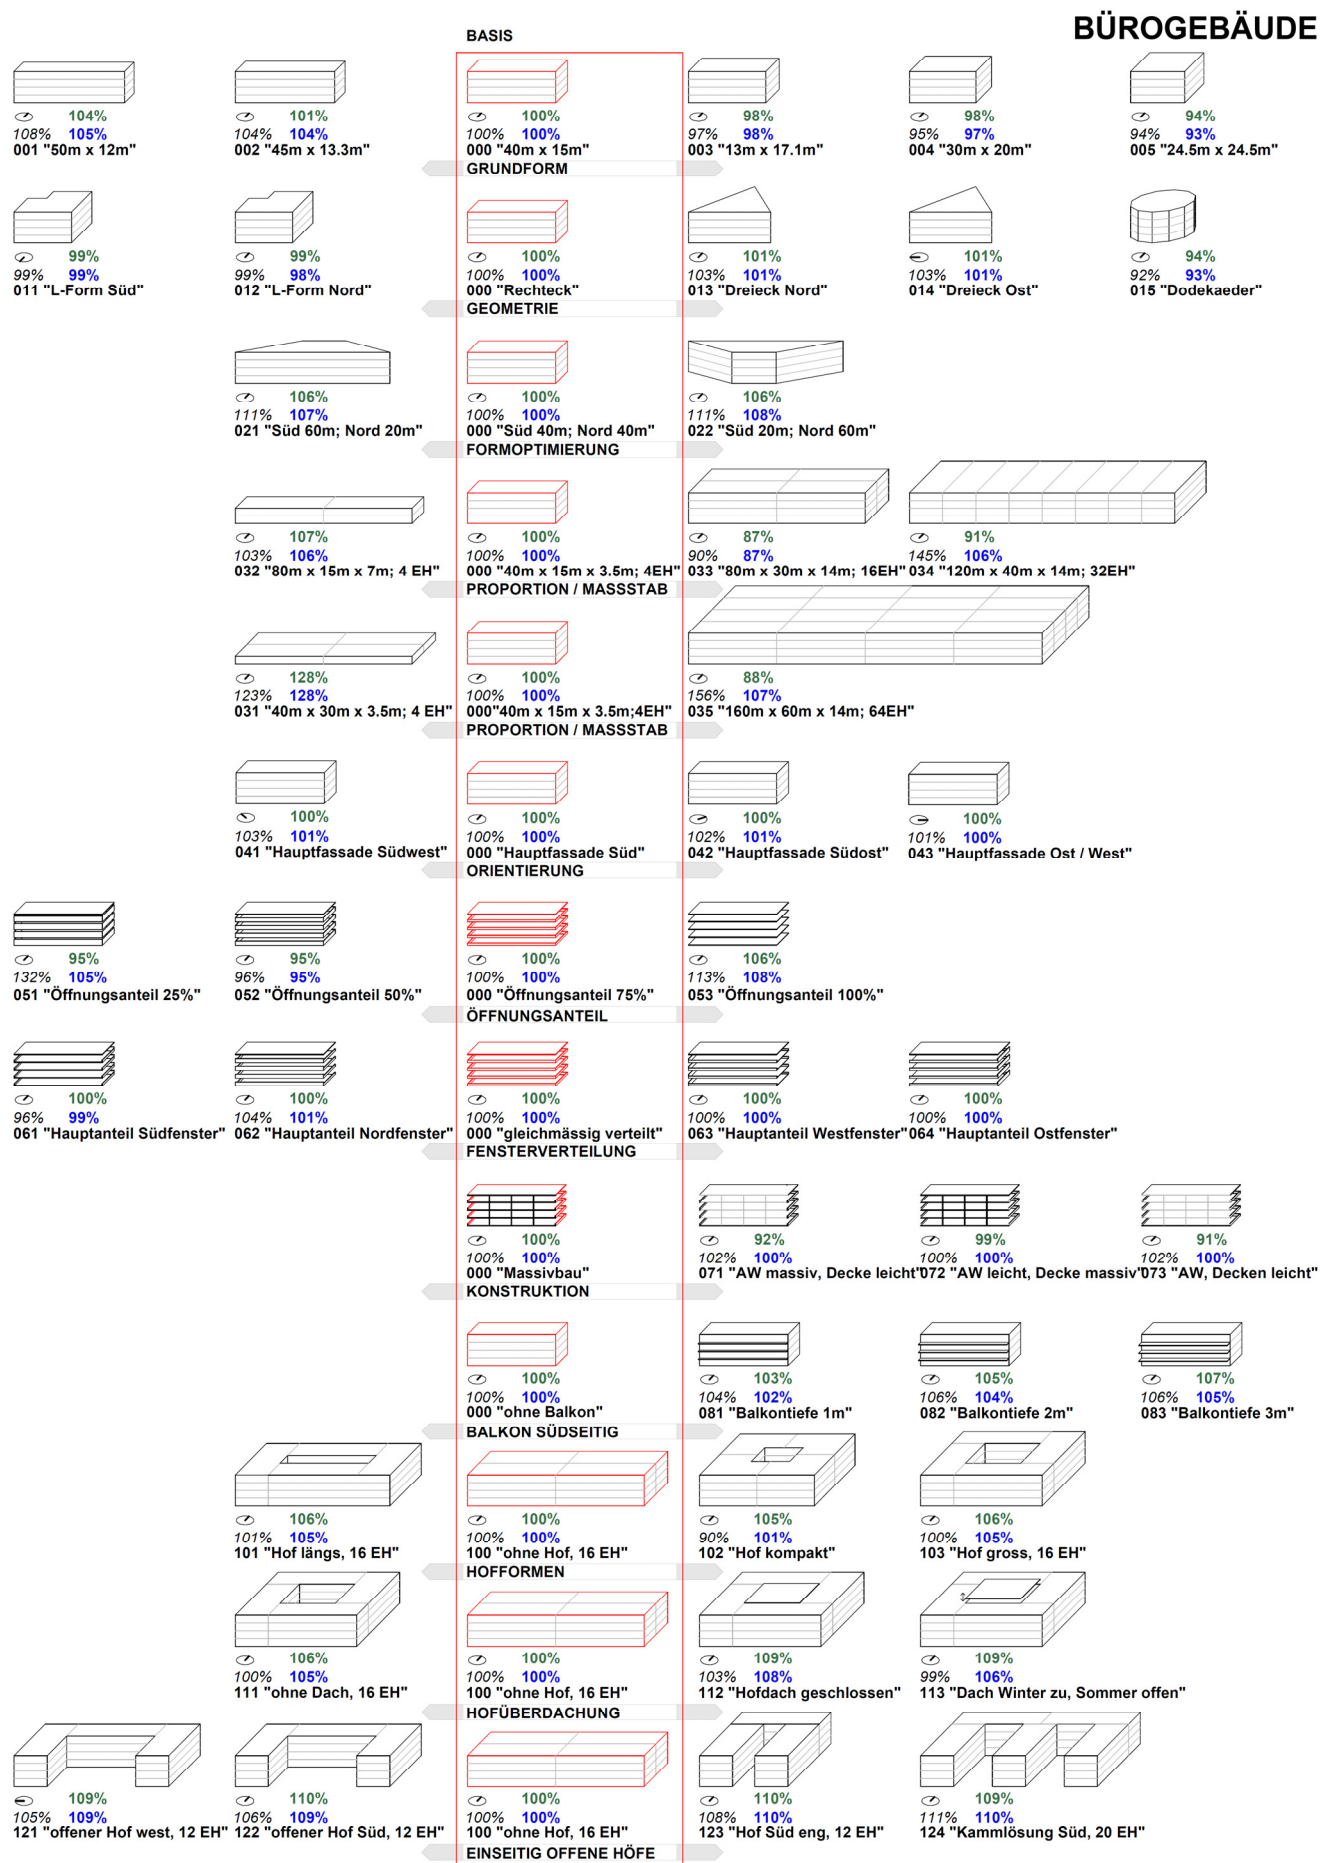 BÜROGEBÄUDE
BASIS
104% 101% 100% 98% 98% 94%
108% 105% 104% 104% 100% 100% 97% 98% 95% 97% 94% 93%
001 "50m x 12m" 002 "45m x 13.3m" 000 "40m x 15m" 003 "13m x 17.1m" 004 "30m x 20m" 005 "24.5m x 24.5m"
GRUNDFORM
99% 99% 100% 101% 101% 94%
99% 99% 99% 98% 100% 100% 103% 101% 103% 101% 92% 93%
011 "L-Form Süd" 012 "L-Form Nord" 000 "Rechteck" 013 "Dreieck Nord" 014 "Dreieck Ost" 015 "Dodekaeder"
GEOMETRIE
106% 100% 106%
111% 107% 100% 100% 111% 108%
021 "Süd 60m; Nord 20m" 000 "Süd 40m; Nord 40m" 022 "Süd 20m; Nord 60m"
FORMOPTIMIERUNG
107% 100% 87% 91%
103% 106% 100% 100% 90% 87% 145% 106%
032 "80m x 15m x 7m; 4 EH" 000 "40m x 15m x 3.5m; 4EH" 033 "80m x 30m x 14m; 16EH" 034 "120m x 40m x 14m; 32EH"
PROPORTION / MASSSTAB
128% 100% 88%
123% 128% 100% 100% 156% 107%
031 "40m x 30m x 3.5m; 4 EH" 000"40m x 15m x 3.5m;4EH" 035 "160m x 60m x 14m; 64EH"
PROPORTION / MASSSTAB
100% 100% 100% 100%
103% 101% 100% 100% 102% 101% 101% 100%
041 "Hauptfassade Südwest" 000 "Hauptfassade Süd" 042 "Hauptfassade Südost" 043 "Hauptfassade Ost / West"
ORIENTIERUNG
95% 95% 100% 106%
132% 105% 96% 95% 100% 100% 113% 108%
051 "Öffnungsanteil 25%" 052 "Öffnungsanteil 50%" 000 "Öffnungsanteil 75%" 053 "Öffnungsanteil 100%"
ÖFFNUNGSANTEIL
100% 100% 100% 100% 100%
96% 99% 104% 101% 100% 100% 100% 100% 100% 100%
061 "Hauptanteil Südfenster" 062 "Hauptanteil Nordfenster" 000 "gleichmässig verteilt" 063 "Hauptanteil Westfenster" 064 "Hauptanteil Ostfenster"
FENSTERVERTEILUNG
100% 92% 99% 91%
100% 100% 102% 100% 100% 100% 102% 100%
000 "Massivbau" 071 "AW massiv, Decke leicht" 072 "AW leicht, Decke massiv" 073 "AW, Decken leicht"
KONSTRUKTION
100% 103% 105% 107%
100% 100% 104% 102% 106% 104% 106% 105%
000 "ohne Balkon" 081 "Balkontiefe 1m" 082 "Balkontiefe 2m" 083 "Balkontiefe 3m"
BALKON SÜDSEITIG
106% 100% 105% 106%
101% 105% 100% 100% 90% 101% 100% 105%
101 "Hof längs, 16 EH" 100 "ohne Hof, 16 EH" 102 "Hof kompakt" 103 "Hof gross, 16 EH"
HOFFORMEN
106% 100% 109% 109%
100% 105% 100% 100% 103% 108% 99% 106%
111 "ohne Dach, 16 EH" 100 "ohne Hof, 16 EH" 112 "Hofdach geschlossen" 113 "Dach Winter zu, Sommer offen"
HOFÜBERDACHUNG
109% 110% 100% 110% 109%
105% 109% 106% 109% 100% 100% 108% 110% 111% 110%
121 "offener Hof west, 12 EH" 122 "offener Hof Süd, 12 EH" 100 "ohne Hof, 16 EH" 123 "Hof Süd eng, 12 EH" 124 "Kammlösung Süd, 20 EH"
EINSEITIG OFFENE HÖFE